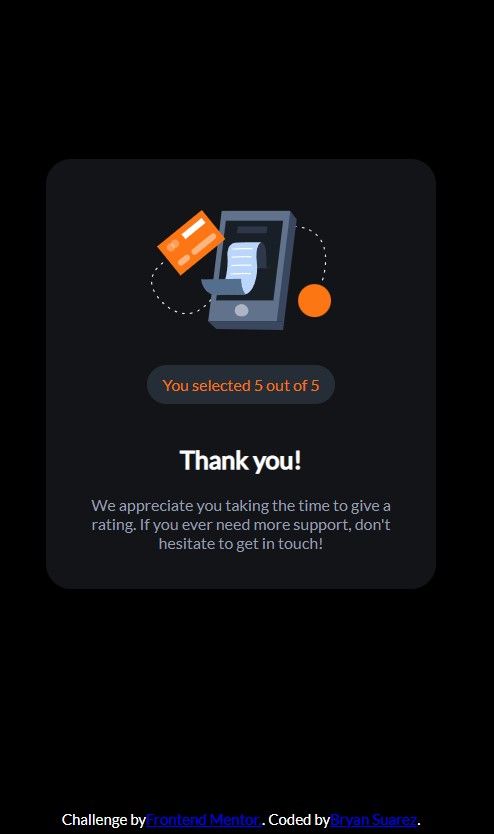 You selected 5 out of 5
Thank you!
We appreciate you taking the time to give a
rating. If you ever need more support, don't
hesitate to get in touch!
Challenge byFrontend Mentor.. Coded byBryan Suarez.